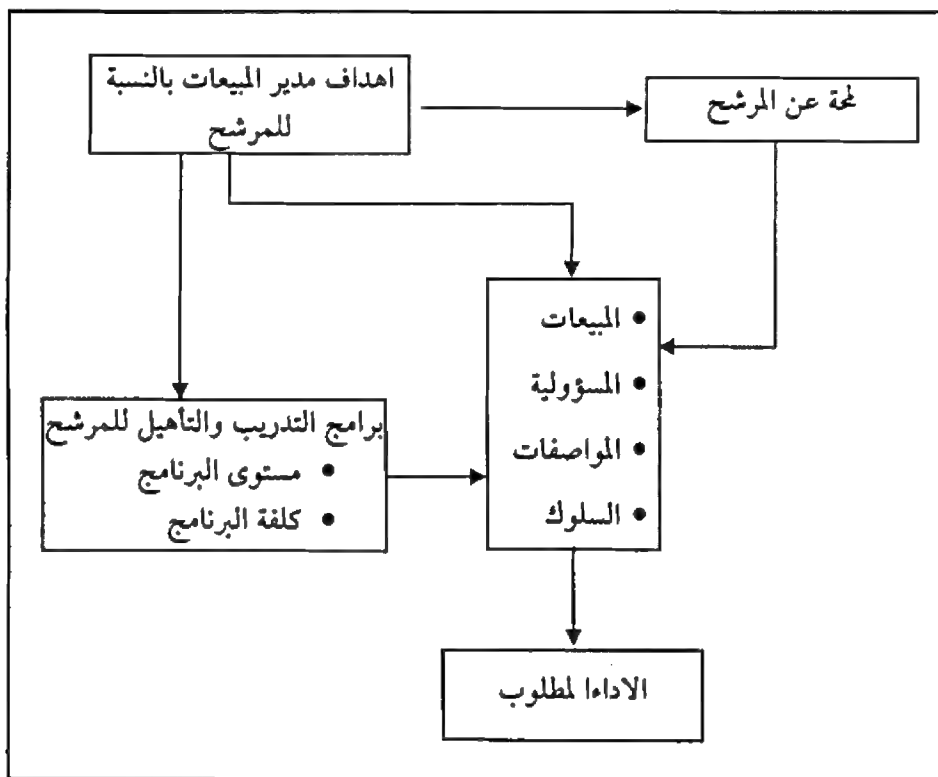 اهداف مدير المبيعات بالنسبة
للمرشح
لمحة عن المرشح
• المبيعات
• المسؤولية
• المواصفات
• السلوك
برامج التدريب والتأهيل للمرشح
• مستوى البرنامج
• كلفة البرنامج
الاداءا لمطلوب